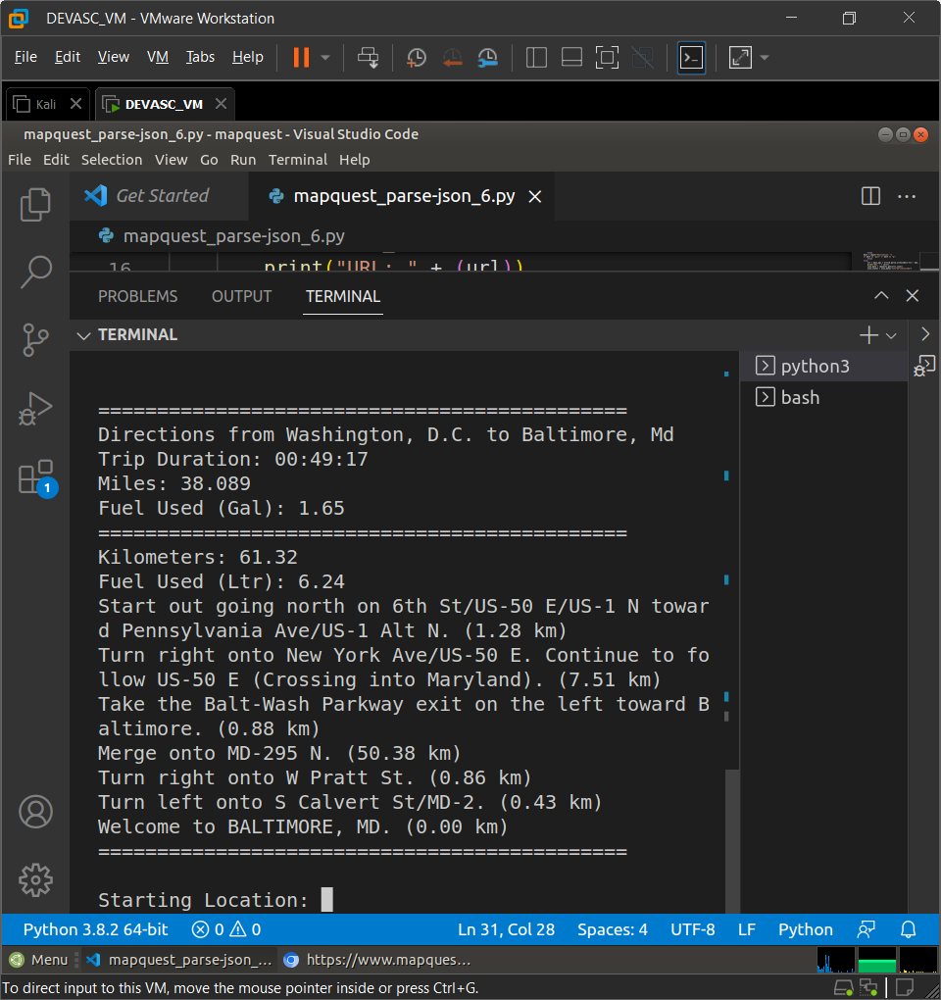 DEVASC_VM - VMware Workstation
File Edit View VM Tabs Help
Kali DEVASC_VM
mapquest_parse-json_6.py - mapquest - Visual Studio Code
File Edit Selection View Go Run Terminal Help
Get Started mapquest_parse-json_6.py
mapquest_parse-json_6.py
16 print("URL: " + (url))
PROBLEMS OUTPUT TERMINAL
TERMINAL
python3
bash
=============================================
Directions from Washington, D.C. to Baltimore, Md
Trip Duration: 00:49:17
Miles: 38.089
Fuel Used (Gal): 1.65
=============================================
Kilometers: 61.32
Fuel Used (Ltr): 6.24
Start out going north on 6th St/US-50 E/US-1 N towar
d Pennsylvania Ave/US-1 Alt N. (1.28 km)
Turn right onto New York Ave/US-50 E. Continue to fo
llow US-50 E (Crossing into Maryland). (7.51 km)
Take the Balt-Wash Parkway exit on the left toward B
altimore. (0.88 km)
Merge onto MD-295 N. (50.38 km)
Turn right onto W Pratt St. (0.86 km)
Turn left onto S Calvert St/MD-2. (0.43 km)
Welcome to BALTIMORE, MD. (0.00 km)
=============================================
Starting Location:
1
Python 3.8.2 64-bit 0 0 Ln 31, Col 28 Spaces: 4 UTF-8 LF Python
Menu mapquest_parse-json_... https://www.mapques...
To direct input to this VM, move the mouse pointer inside or press Ctrl+G.